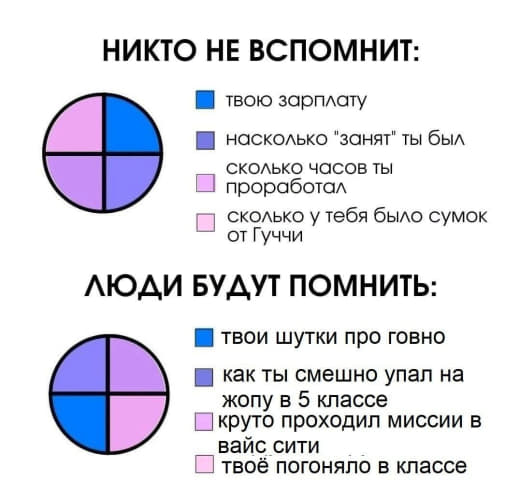 НИКТО НЕ ВСПОМНИТ:
твою зарплату
насколько "занят" ты был
сколько часов ты
проработал
сколько у тебя было сумок
от Гуччи
ЛЮДИ БУДУТ ПОМНИТЬ:
твои шутки про говно
как ты смешно упал на
жопу в 5 классе
круто проходил миссии в
вайс сити
твоё погоняло в классе